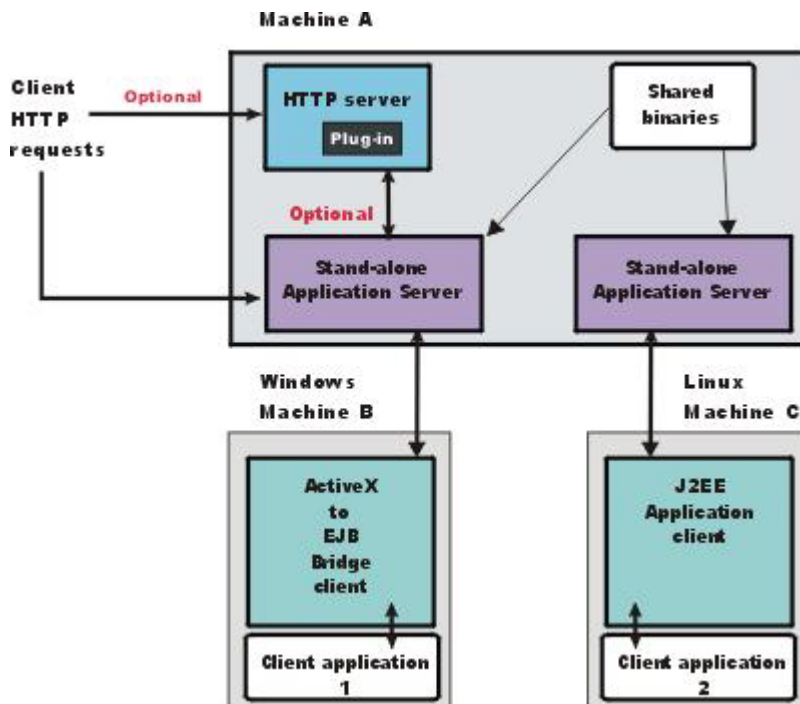 Machine A
Client
HTTP
requests
Optional
HTTP server
Plug-in
Shared
binaries
Optional
Stand-alone
Application Server
Stand-alone
Application Server
Windows
Machine B
Linux
Machine C
ActiveX
to
EJB
Bridge
client
J2EE
Application
client
Client application
1
Client application
2